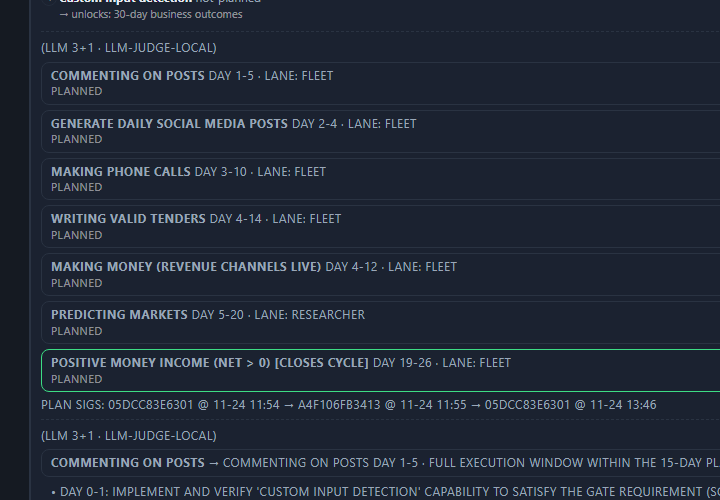 Custom input detection not-planned
→ unlocks: 30-day business outcomes
(LLM 3+1 · LLM-JUDGE-LOCAL)
COMMENTING ON POSTS DAY 1-5 · LANE: FLEET
PLANNED
GENERATE DAILY SOCIAL MEDIA POSTS DAY 2-4 · LANE: FLEET
PLANNED
MAKING PHONE CALLS DAY 3-10 · LANE: FLEET
PLANNED
WRITING VALID TENDERS DAY 4-14 · LANE: FLEET
PLANNED
MAKING MONEY (REVENUE CHANNELS LIVE) DAY 4-12 · LANE: FLEET
PLANNED
PREDICTING MARKETS DAY 5-20 · LANE: RESEARCHER
PLANNED
POSITIVE MONEY INCOME (NET > 0) [CLOSES CYCLE] DAY 19-26 · LANE: FLEET
PLANNED
PLAN SIGS: 05DCC83E6301 @ 11-24 11:54 → A4F106FB3413 @ 11-24 11:55 → 05DCC83E6301 @ 11-24 13:46
(LLM 3+1 · LLM-JUDGE-LOCAL)
COMMENTING ON POSTS → COMMENTING ON POSTS DAY 1-5 · FULL EXECUTION WINDOW WITHIN THE 15-DAY PL
• DAY 0-1: IMPLEMENT AND VERIFY 'CUSTOM INPUT DETECTION' CAPABILITY TO SATISFY THE GATE REQUIREMENT